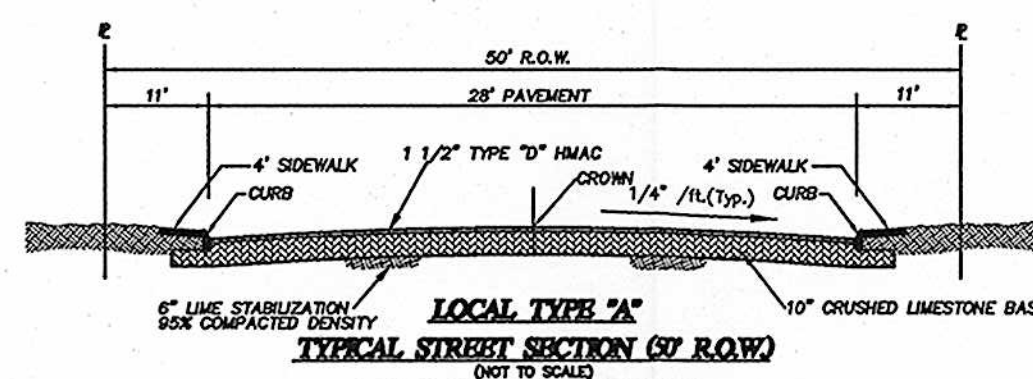 ℄ ℄
50' R.O.W.
11' 28' PAVEMENT 11'
1 1/2" TYPE "D" HMAC
4' SIDEWALK 4' SIDEWALK
CROWN
1/4" /ft.(Typ.)
CURB CURB
6" LIME STABILIZATION
95% COMPACTED DENSITY
10" CRUSHED LIMESTONE BAS
LOCAL TYPE "A"
TYPICAL STREET SECTION (50' R.O.W.)
(NOT TO SCALE)